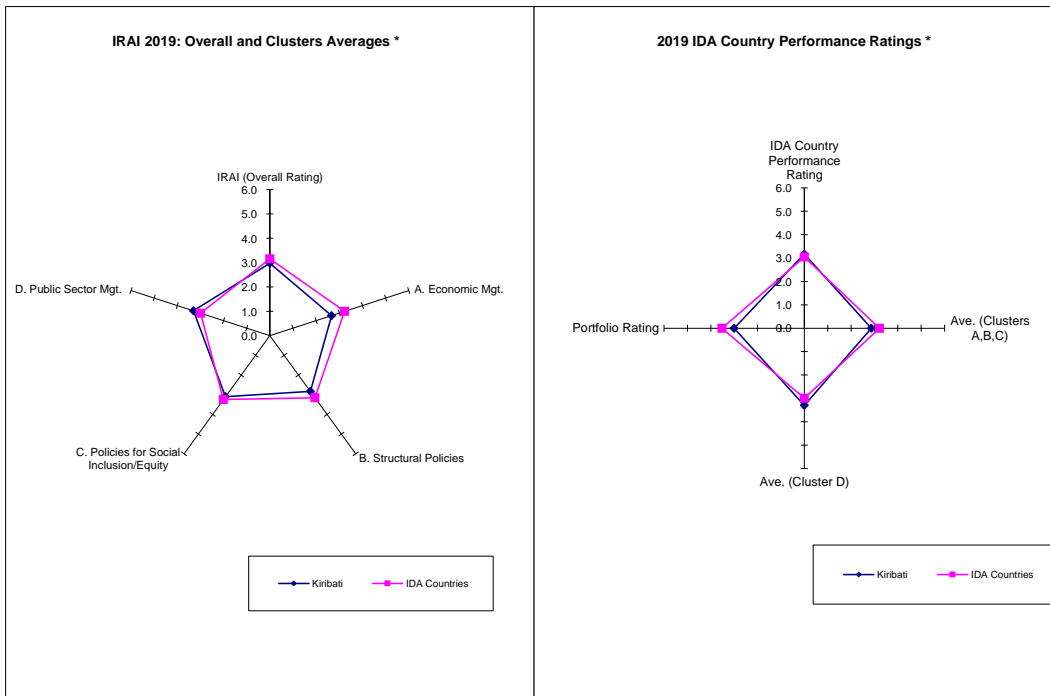 IRAI 2019: Overall and Clusters Averages *
IRAI (Overall Rating)
6.0
5.0
4.0
3.0
2.0
1.0
0.0
D. Public Sector Mgt.
A. Economic Mgt.
C. Policies for Social
Inclusion/Equity
B. Structural Policies
Kiribati
IDA Countries
2019 IDA Country Performance Ratings *
IDA Country
Performance
Rating
6.0
5.0
4.0
3.0
2.0
1.0
0.0
Portfolio Rating
Ave. (Clusters
A,B,C)
Ave. (Cluster D)
Kiribati
IDA Countries